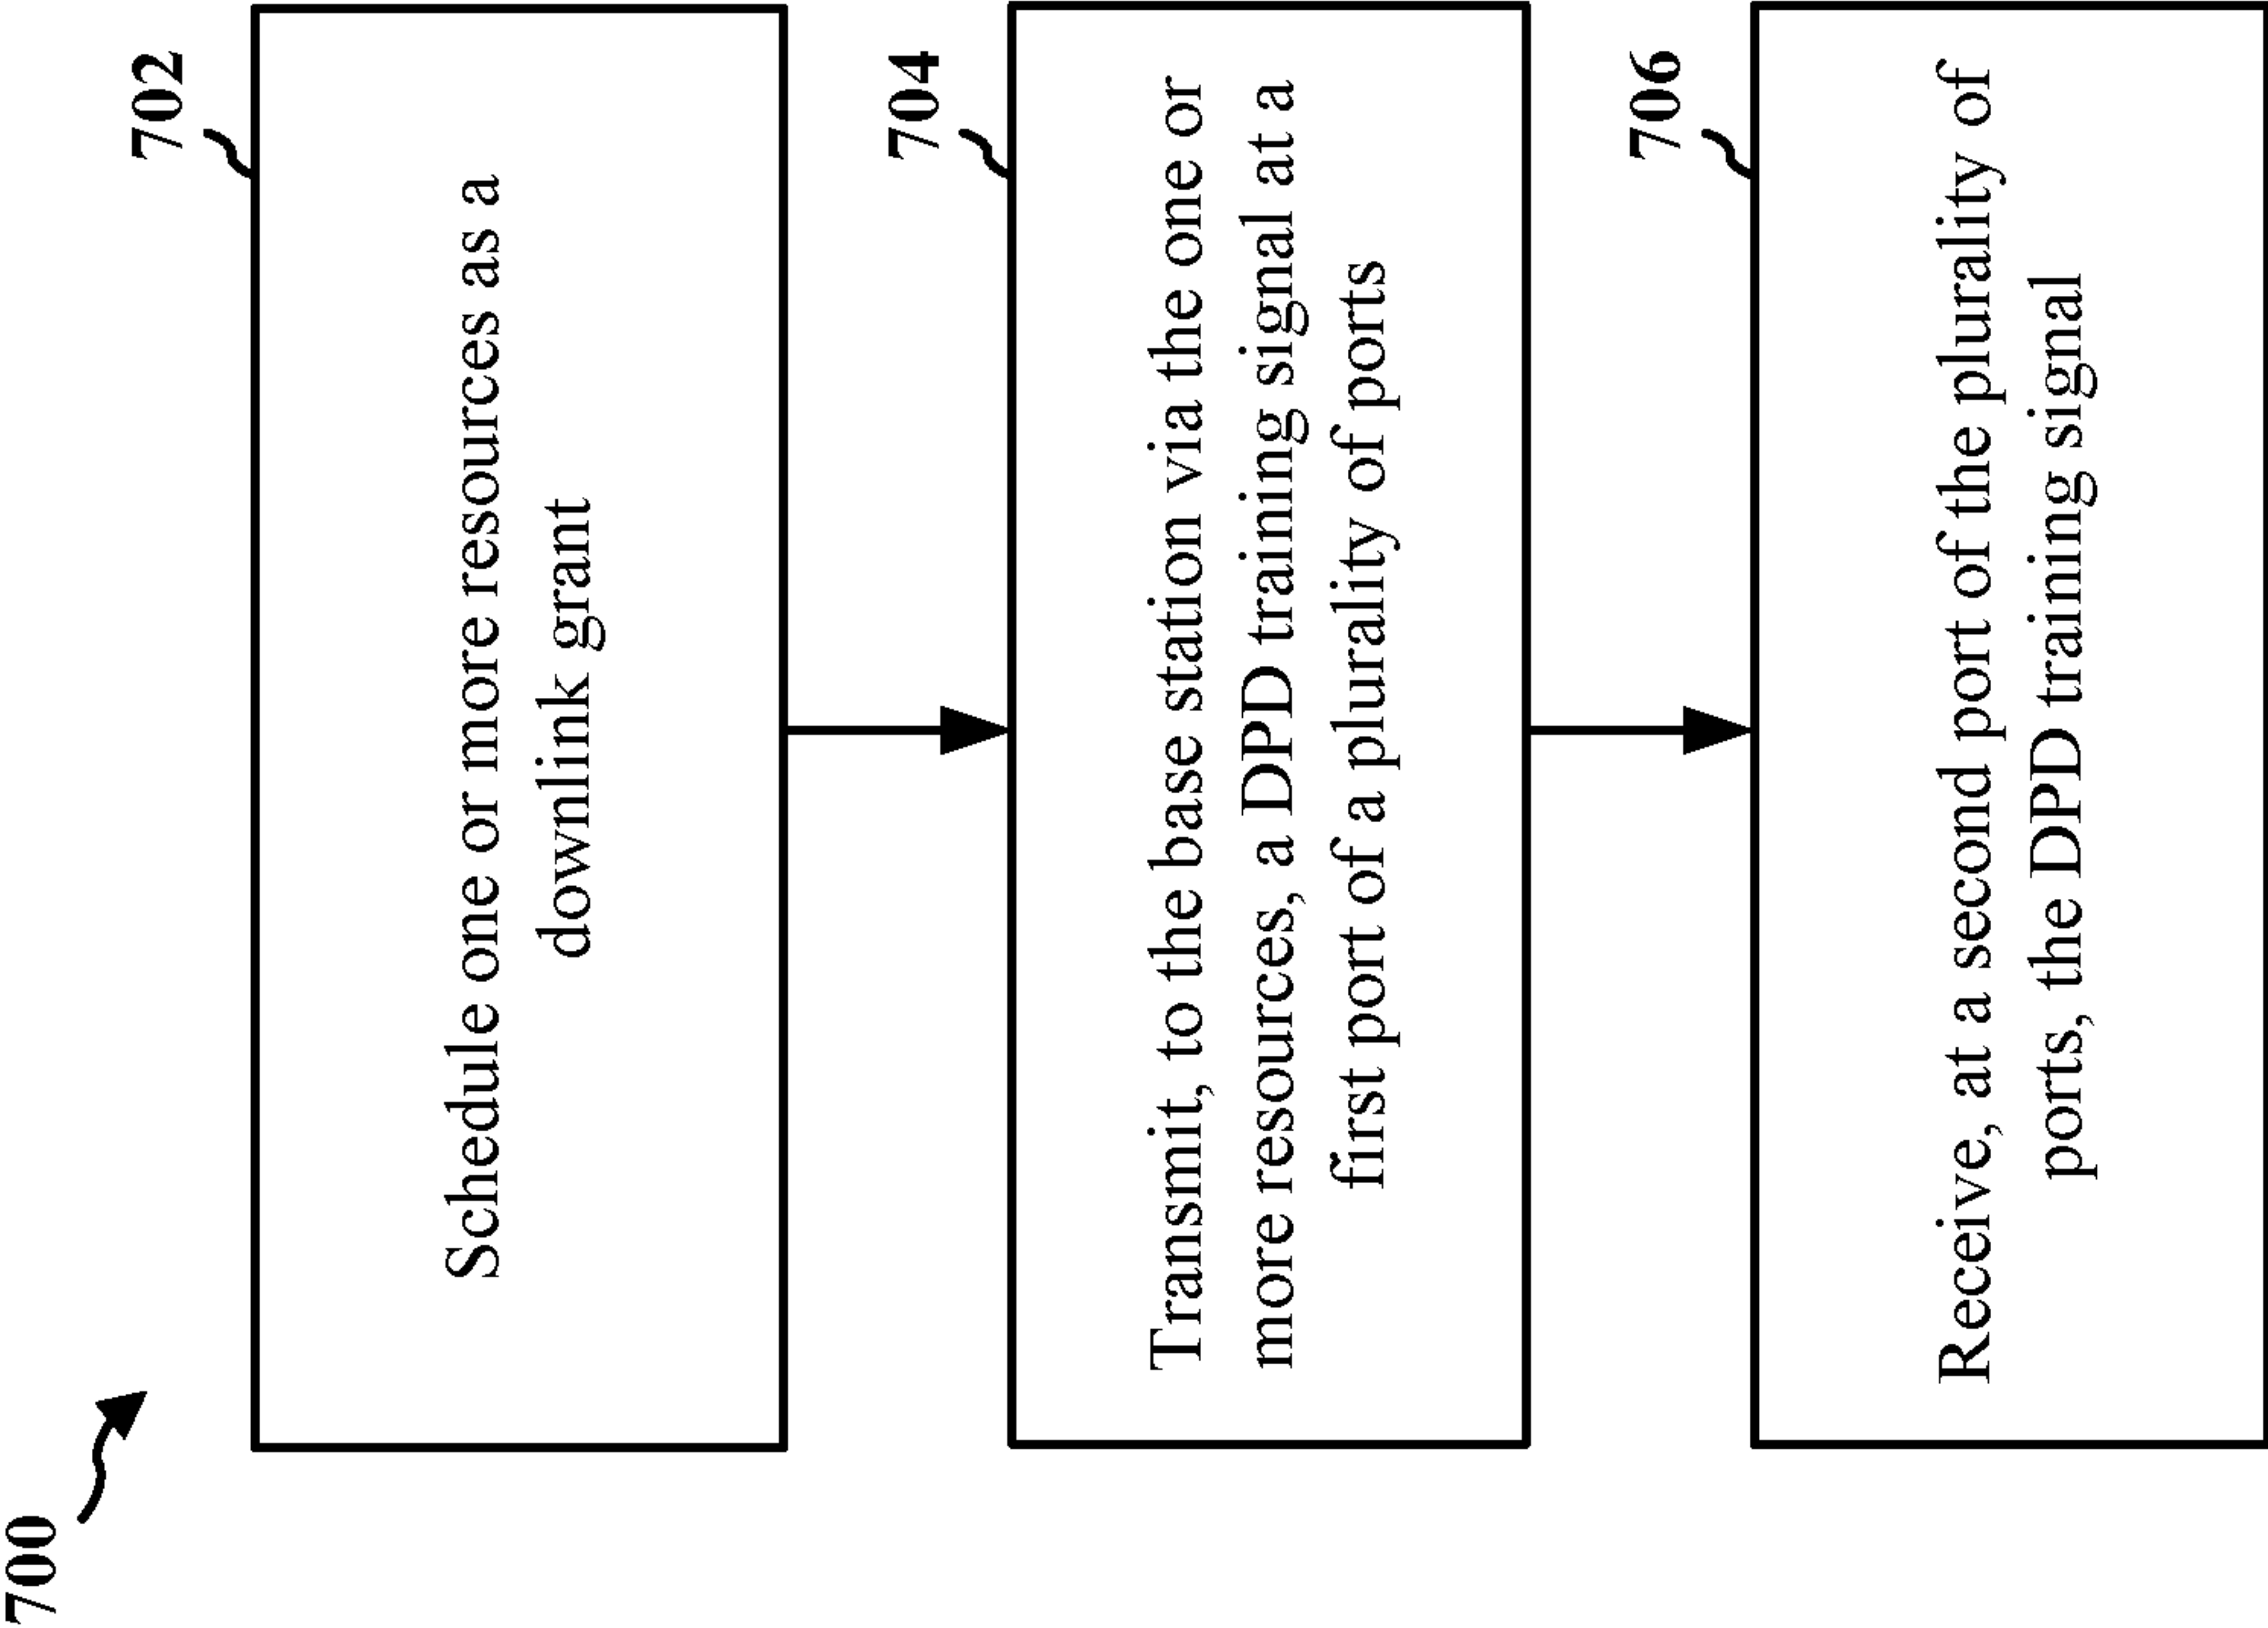 700
702
Schedule one or more resources as a
downlink grant
704
Transmit, to the base station via the one or
more resources, a DPD training signal at a
first port of a plurality of ports
706
Receive, at a second port of the plurality of
ports, the DPD training signal